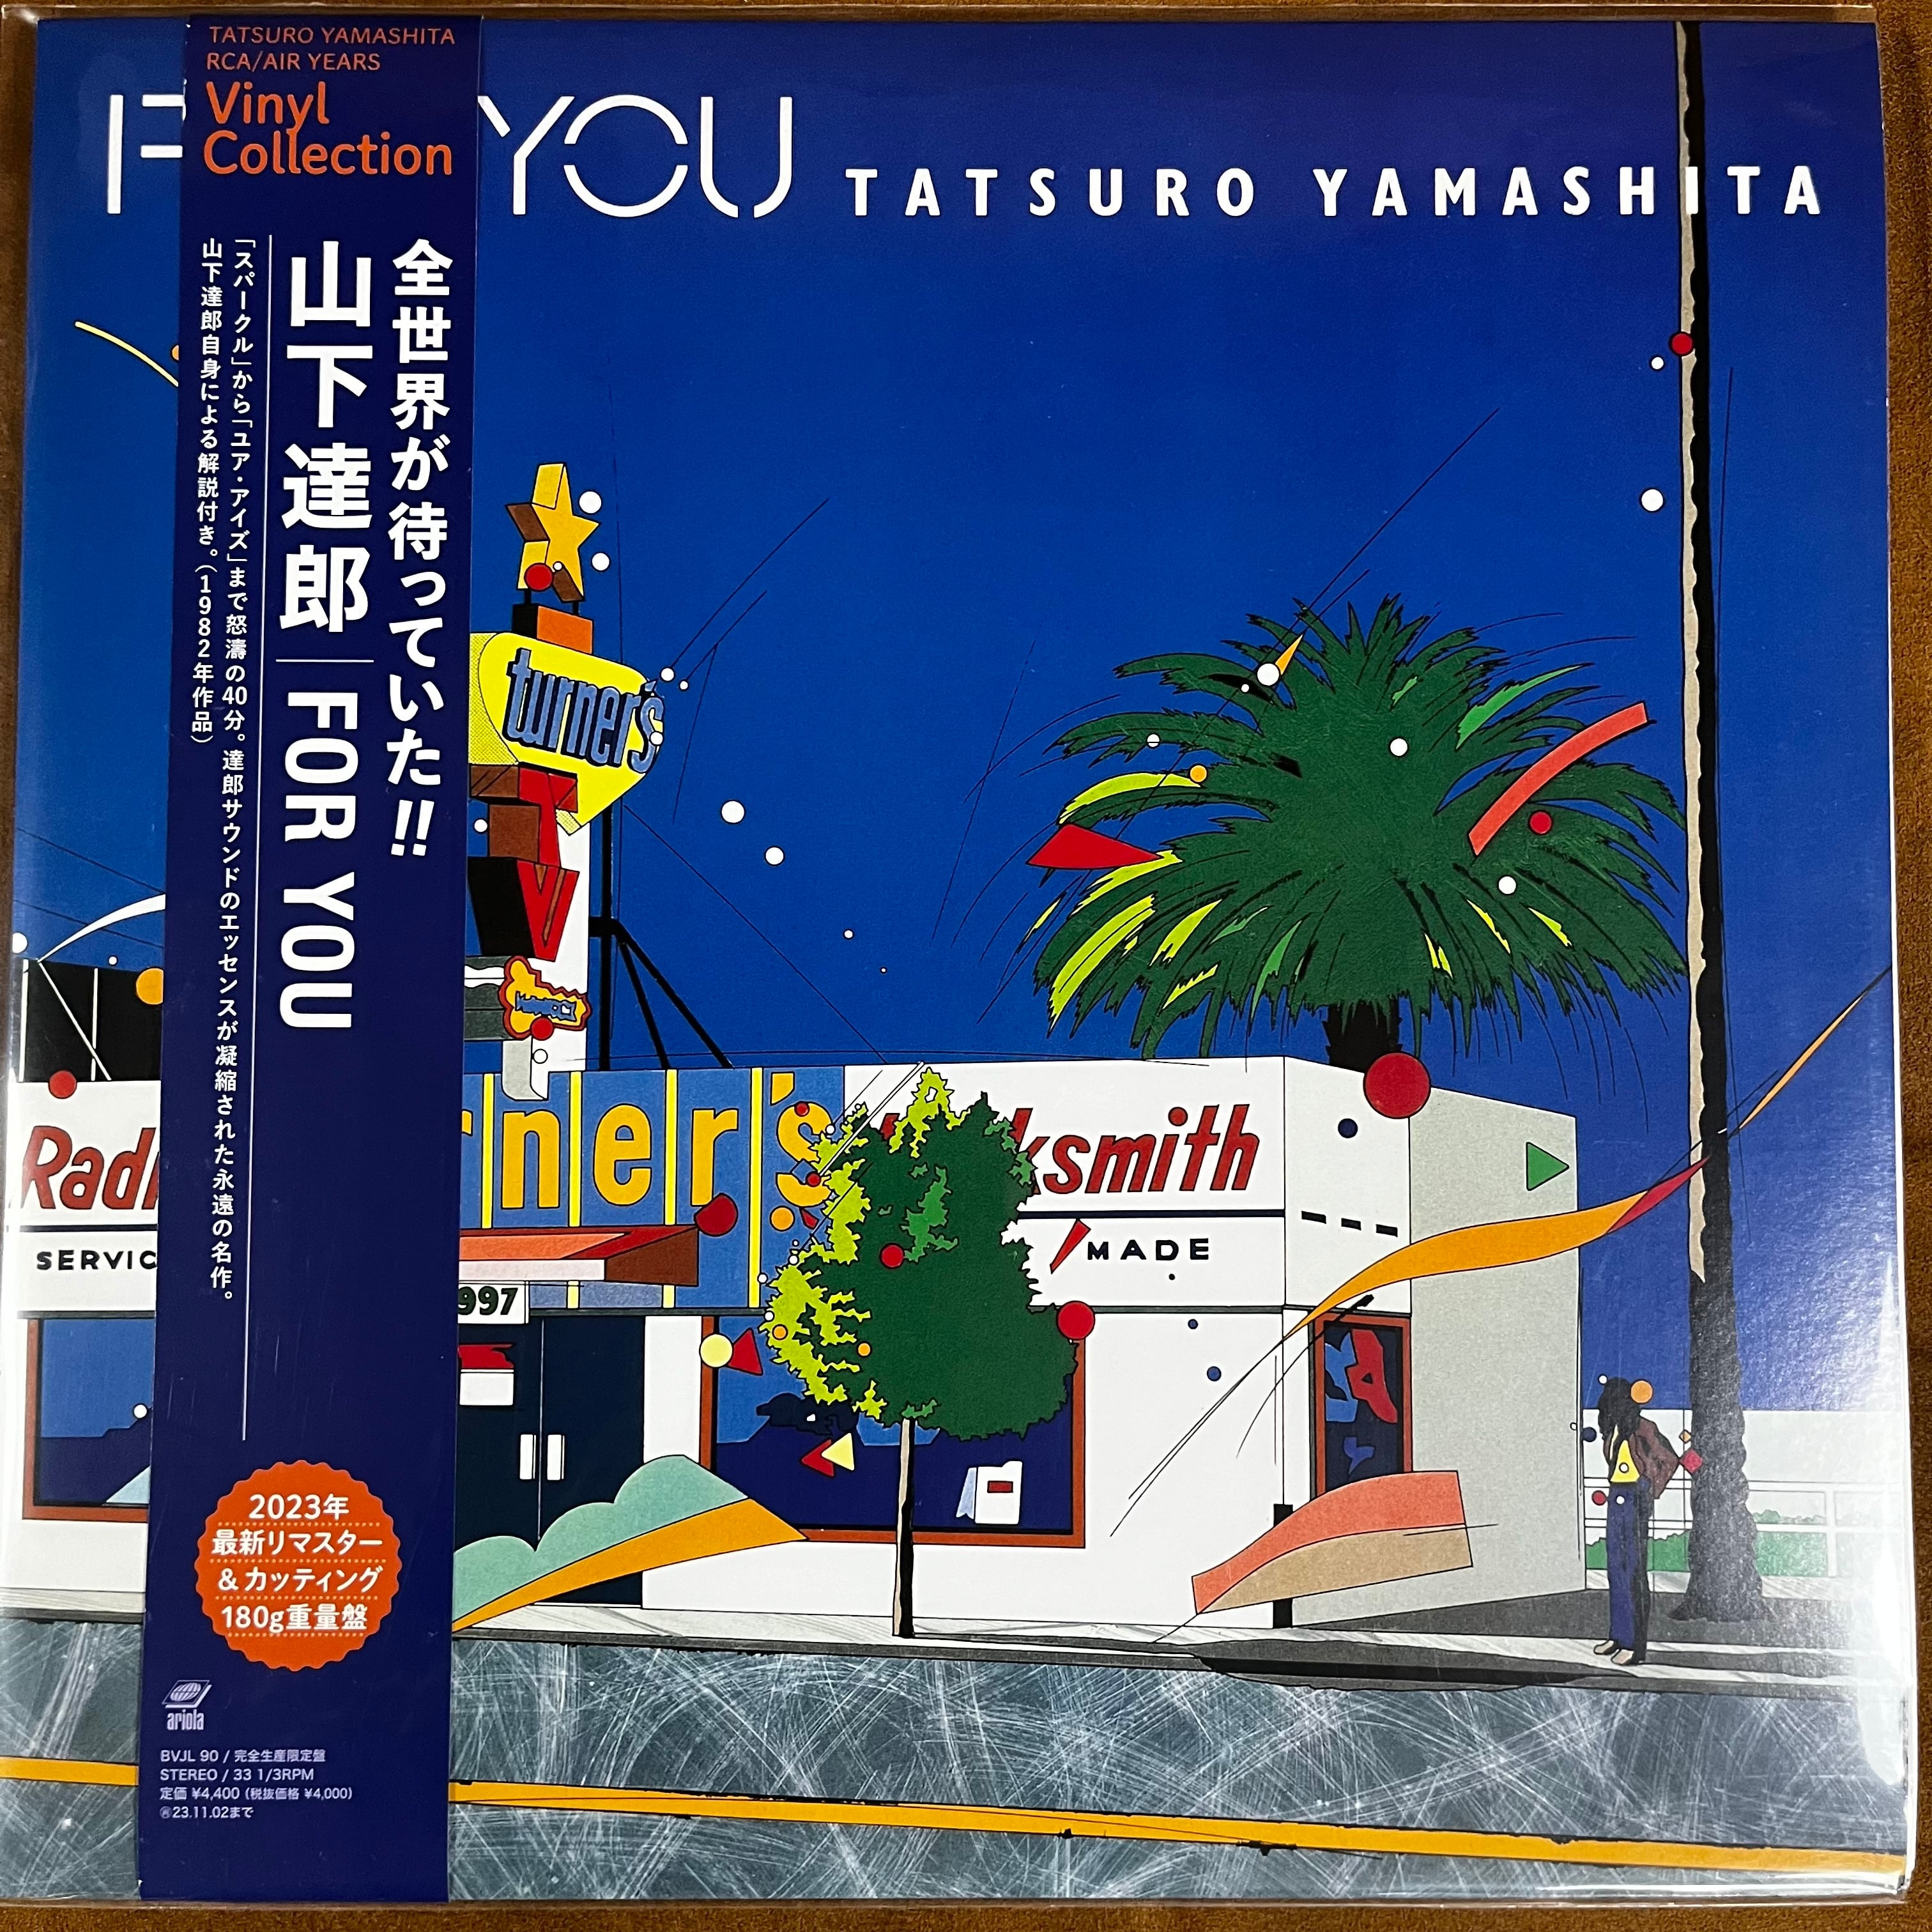 TATSURO YAMASHITA
RCA/AIR YEARS
Vinyl
Collection
YOU TATSURO YAMASHITA
全世界が待っていた!!
山下達郎 FOR YOU
「スパークル」から「ユア・アイズ」まで怒濤の40分。達郎サウンドのエッセンスが凝縮された永遠の名作。
山下達郎自身による解説付き。(1982年作品)
turner's
TV
Radi
rner's
ksmith
SERVIC
MADE
997
2023年
最新リマスター
&カッティング
180g重量盤
ariola
BVJL 90 / 完全生産限定盤
STEREO / 33 1/3RPM
定価 ¥4,400 (税抜価格 ¥4,000)
㋐23.11.02まで